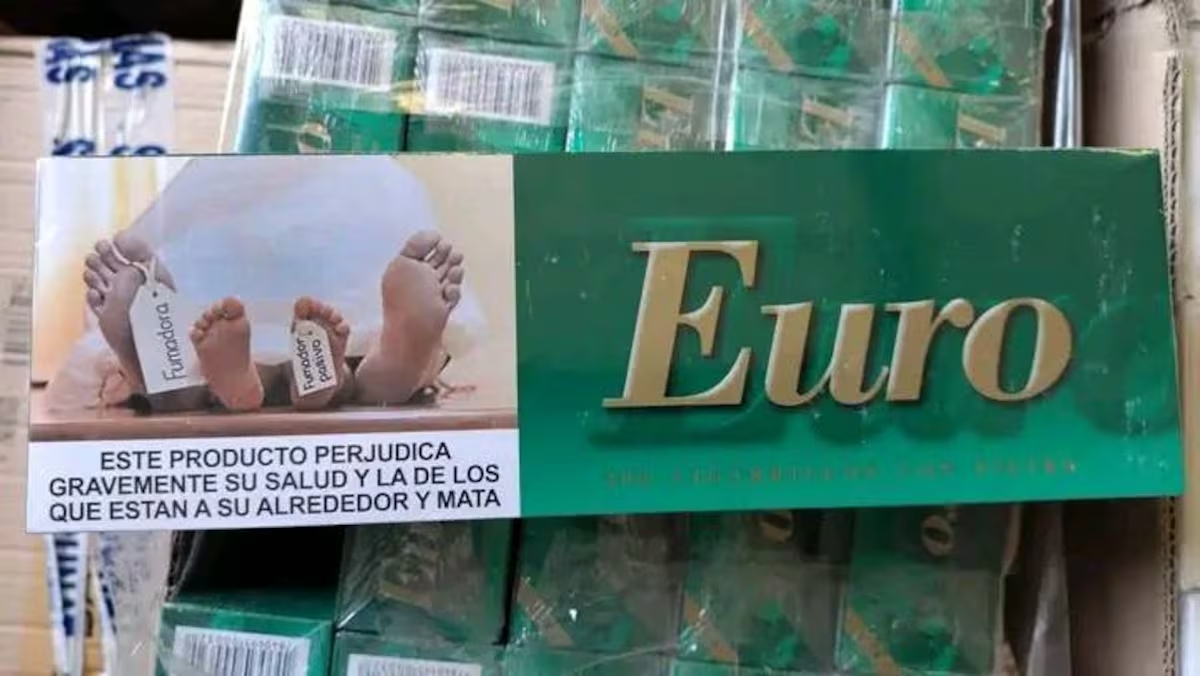 Fumadora
Fumador
pasivo
Euro
ESTE PRODUCTO PERJUDICA
GRAVEMENTE SU SALUD Y LA DE LOS
QUE ESTAN A SU ALREDEDOR Y MATA